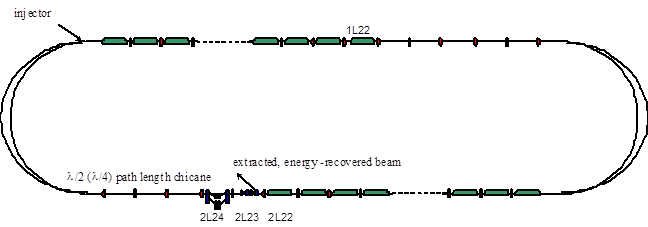 injector
1L22
extracted, energy-recovered beam
λ/2 (λ/4) path length chicane
2L24 2L23 2L22